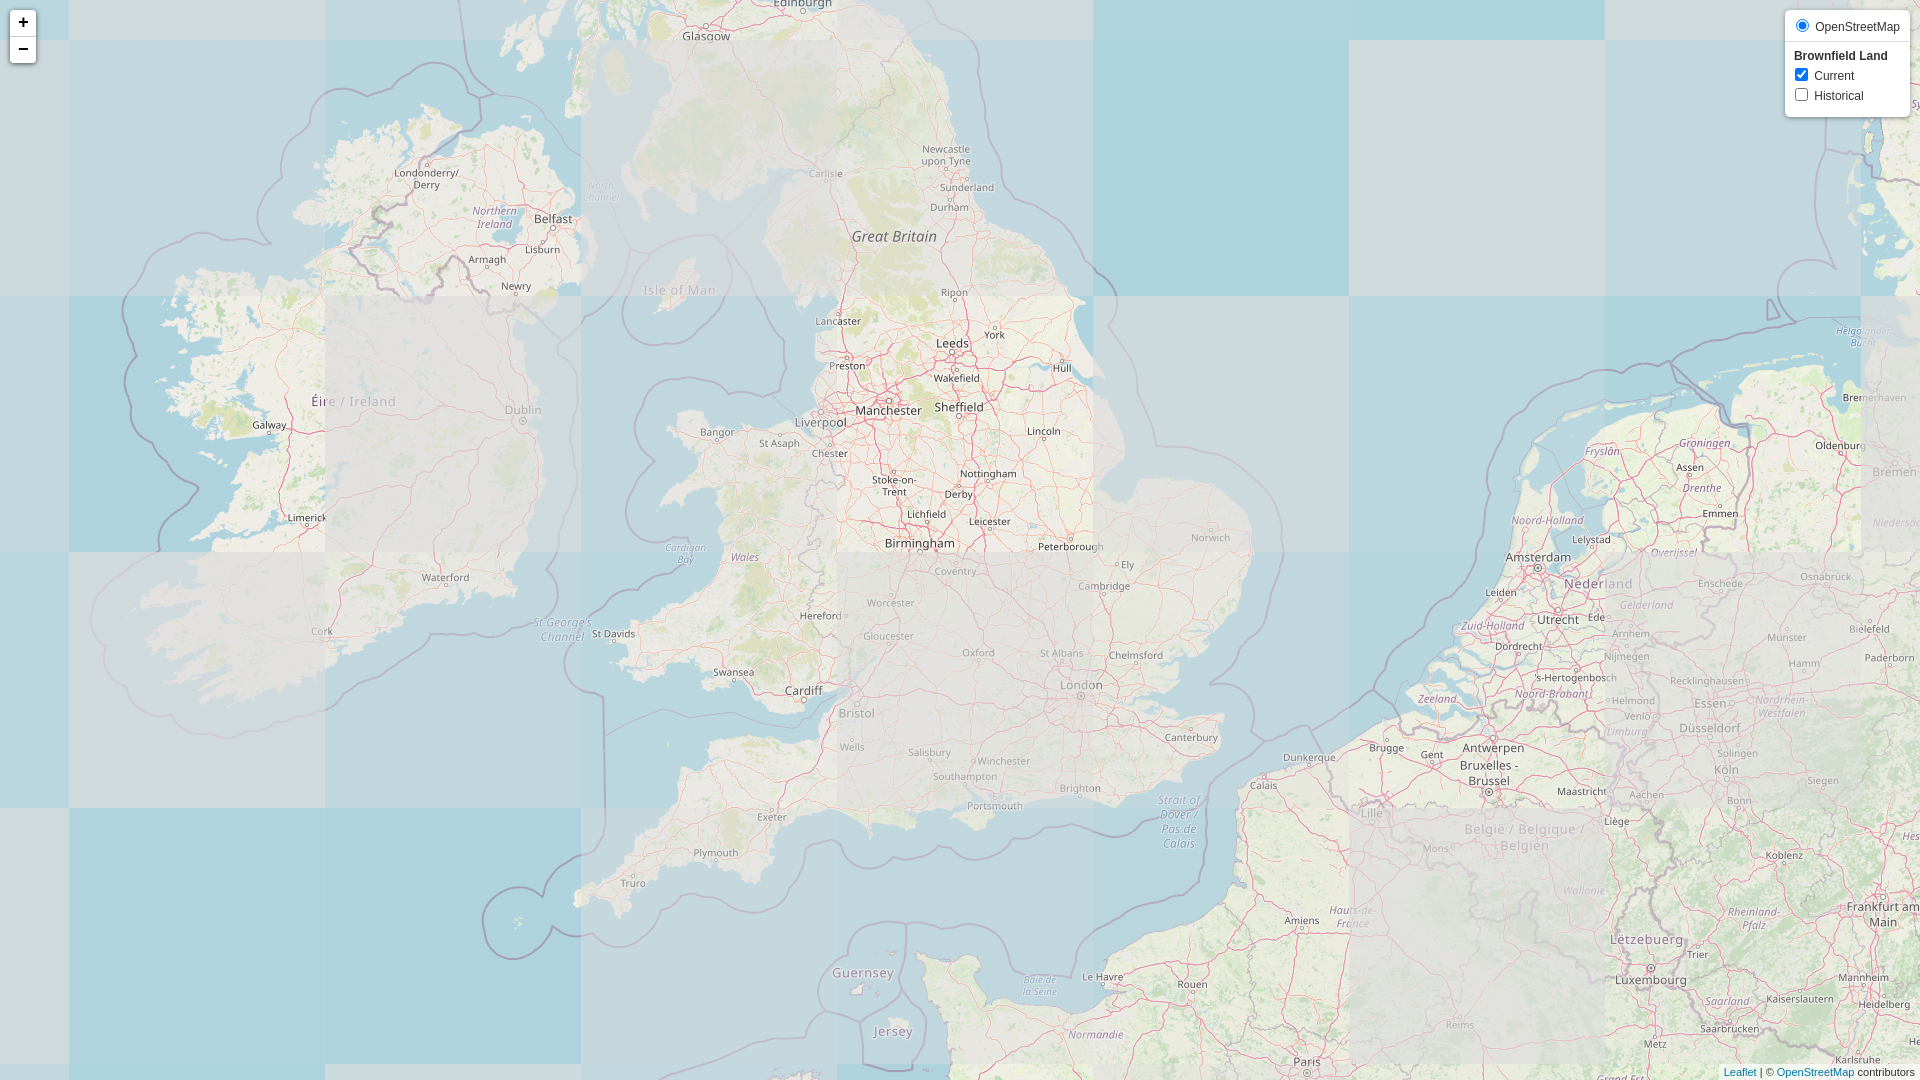 +
−
OpenStreetMap
Brownfield Land
Current
Historical
Edinburgh
Glasgow
Londonderry/
Derry
Northern
Ireland
Belfast
Lisburn
Armagh
Newry
North
Channel
Carlisle
Newcastle
upon Tyne
Sunderland
Durham
Great Britain
Isle of Man
Ripon
Lancaster
York
Leeds
Preston
Hull
Wakefield
Manchester
Sheffield
Liverpool
Éire / Ireland
Dublin
Galway
Bangor
St Asaph
Chester
Lincoln
Stoke-on-
Trent
Nottingham
Derby
Limerick
Lichfield
Leicester
Birmingham
Peterborough
Norwich
Cardigan
Bay
Wales
Coventry
Ely
Cambridge
Waterford
Worcester
Hereford
Cork
St George's
Channel
St Davids
Gloucester
Oxford
St Albans
Chelmsford
Swansea
Cardiff
London
Bristol
Wells
Salisbury
Winchester
Canterbury
Southampton
Brighton
Portsmouth
Exeter
Plymouth
Truro
Strait of
Dover /
Pas de
Calais
Calais
Dunkerque
Guernsey
Jersey
Baie de
la Seine
Le Havre
Rouen
Amiens
Hauts-de-
France
Normandie
Paris
Reims
Helgoländer
Bucht
Bremerhaven
Groningen
Fryslân
Assen
Drenthe
Oldenburg
Bremen
Emmen
Noord-Holland
Lelystad
Amsterdam
Overijssel
Nederland
Enschede
Osnabrück
Leiden
Gelderland
Utrecht
Ede
Zuid-Holland
Arnhem
Münster
Bielefeld
Dordrecht
Nijmegen
Hamm
Paderborn
's-Hertogenbosch
Recklinghausen
Zeeland
Noord-Brabant
Helmond
Essen
Nordrhein-
Westfalen
Venlo
Limburg
Düsseldorf
Brugge
Gent
Antwerpen
Solingen
Bruxelles -
Brussel
Köln
Siegen
Maastricht
Aachen
Bonn
Lille
Liège
België / Belgique /
Belgien
Mons
Koblenz
Wallonie
Rheinland-
Pfalz
Frankfurt am
Main
Lëtzebuerg
Trier
Luxembourg
Mannheim
Saarland
Kaiserslautern
Heidelberg
Saarbrücken
Metz
Karlsruhe
Leaflet | © OpenStreetMap contributors